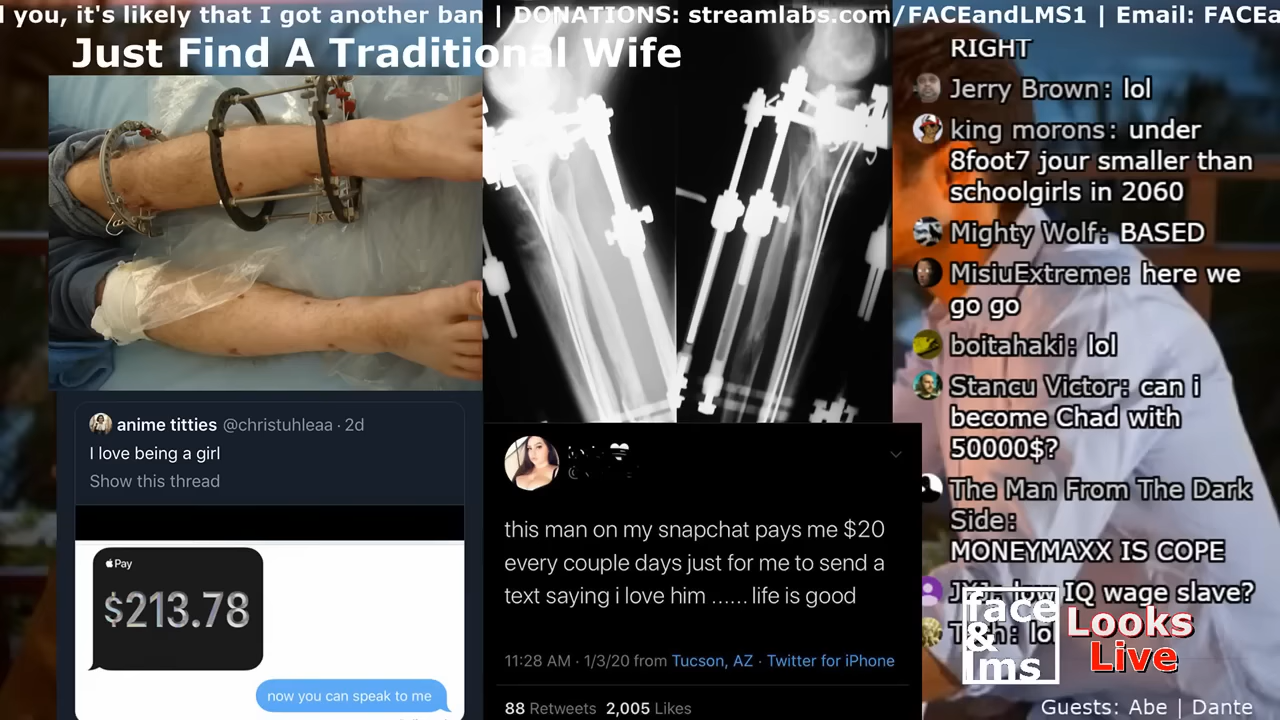 l you, it's likely that I got another ban | DONATIONS: streamlabs.com/FACEandLMS1 | Email: FACEa
Just Find A Traditional Wife
anime titties @christuhleaa · 2d
I love being a girl
Show this thread
Pay
$213.78
now you can speak to me
this man on my snapchat pays me $20
every couple days just for me to send a
text saying i love him ...... life is good
11:28 AM · 1/3/20 from Tucson, AZ · Twitter for iPhone
88 Retweets 2,005 Likes
RIGHT
Jerry Brown: lol
king morons: under
8foot7 jour smaller than
schoolgirls in 2060
Mighty Wolf: BASED
MisiuExtreme: here we
go go
boitahaki: lol
Stancu Victor: can i
become Chad with
50000$?
The Man From The Dark
Side:
MONEYMAXX IS COPE
low IQ wage slave?
face
&
lms
Looks
Live
Guests: Abe | Dante